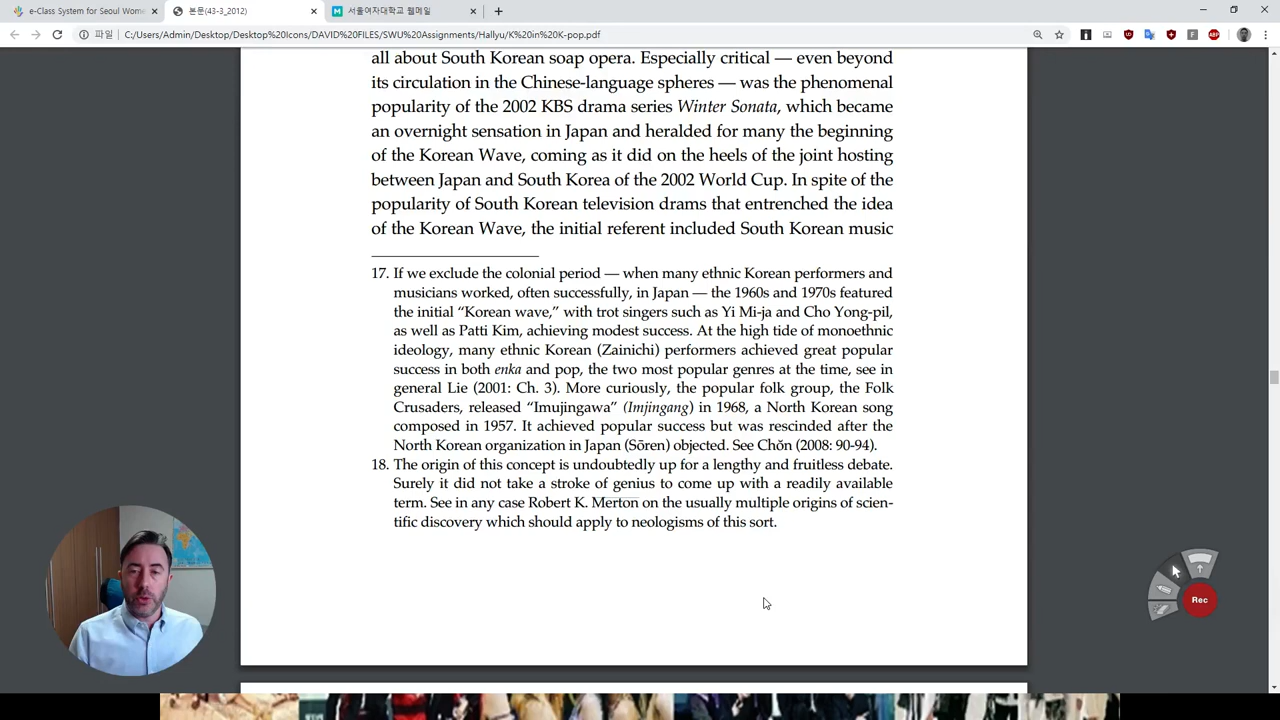 e-Class System for Seoul Wome
본문(43-3_2012)
서울여자대학교 웹메일
파일
C:/Users/Admin/Desktop/Desktop%20Icons/DAVID%20FILES/SWU%20Assignments/Hallyu/K%20in%20K-pop.pdf
all about South Korean soap opera. Especially critical — even beyond
its circulation in the Chinese-language spheres — was the phenomenal
popularity of the 2002 KBS drama series Winter Sonata, which became
an overnight sensation in Japan and heralded for many the beginning
of the Korean Wave, coming as it did on the heels of the joint hosting
between Japan and South Korea of the 2002 World Cup. In spite of the
popularity of South Korean television drams that entrenched the idea
of the Korean Wave, the initial referent included South Korean music
17. If we exclude the colonial period — when many ethnic Korean performers and
musicians worked, often successfully, in Japan — the 1960s and 1970s featured
the initial “Korean wave,” with trot singers such as Yi Mi-ja and Cho Yong-pil,
as well as Patti Kim, achieving modest success. At the high tide of monoethnic
ideology, many ethnic Korean (Zainichi) performers achieved great popular
success in both enka and pop, the two most popular genres at the time, see in
general Lie (2001: Ch. 3). More curiously, the popular folk group, the Folk
Crusaders, released “Imujingawa” (Imjingang) in 1968, a North Korean song
composed in 1957. It achieved popular success but was rescinded after the
North Korean organization in Japan (Sōren) objected. See Chŏn (2008: 90-94).
18. The origin of this concept is undoubtedly up for a lengthy and fruitless debate.
Surely it did not take a stroke of genius to come up with a readily available
term. See in any case Robert K. Merton on the usually multiple origins of scien-
tific discovery which should apply to neologisms of this sort.
Rec